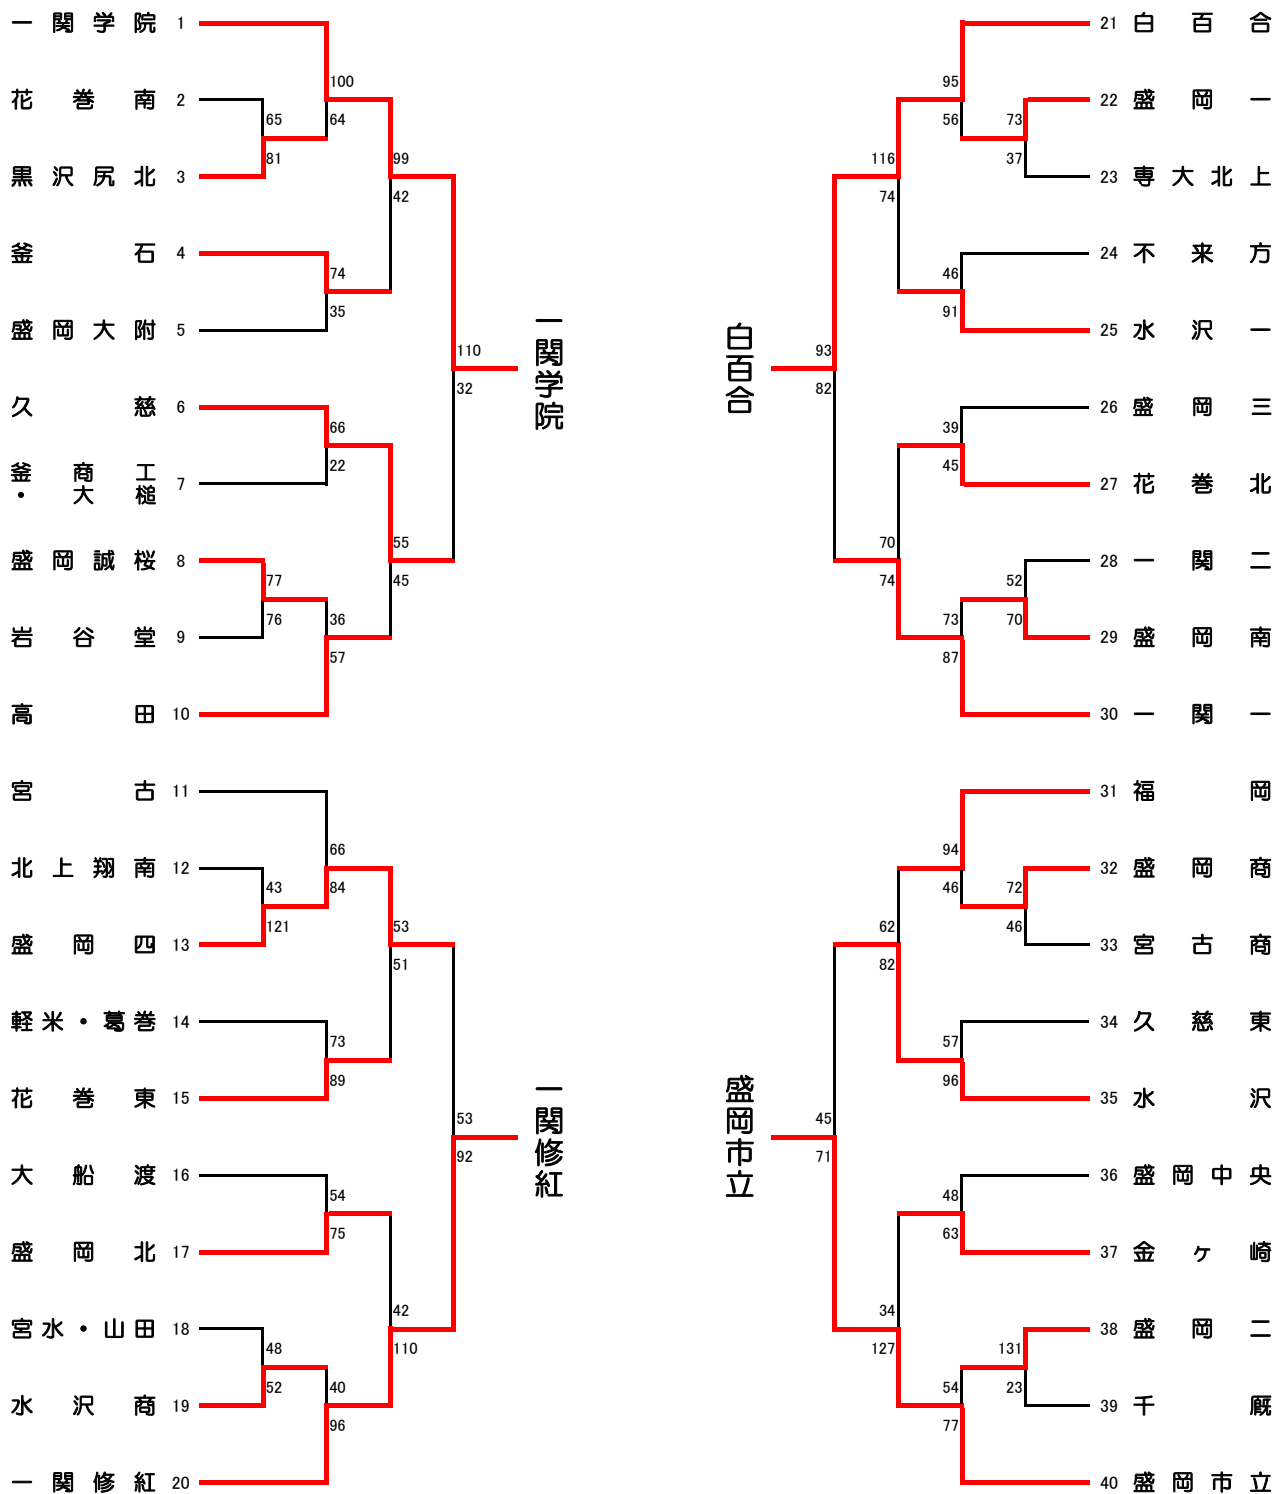 一関学院 1
100
花巻南 2
65
64
81
黒沢尻北 3
99
42
釜石 4
74
35
盛岡大附 5
110
32
一関学院
久慈 6
66
22
釜商工
・大槌 7
55
45
盛岡誠桜 8
77
76
36
岩谷堂 9
57
高田 10
宮古 11
66
84
北上翔南 12
43
121
盛岡四 13
53
51
軽米・葛巻 14
73
89
花巻東 15
53
92
一関修紅
大船渡 16
54
75
盛岡北 17
42
110
宮水・山田 18
48
52
40
水沢商 19
96
一関修紅 20
21 白百合
95
22 盛岡一
56
73
37
116
74
23 専大北上
24 不来方
46
91
25 水沢一
93
82
白百合
26 盛岡三
39
45
27 花巻北
70
74
28 一関二
52
70
73
29 盛岡南
87
30 一関一
31 福岡
94
46
32 盛岡商
72
46
33 宮古商
62
82
34 久慈東
57
96
35 水沢
45
71
盛岡市立
36 盛岡中央
48
63
37 金ヶ崎
34
127
38 盛岡二
131
23
54
39 千厩
77
40 盛岡市立